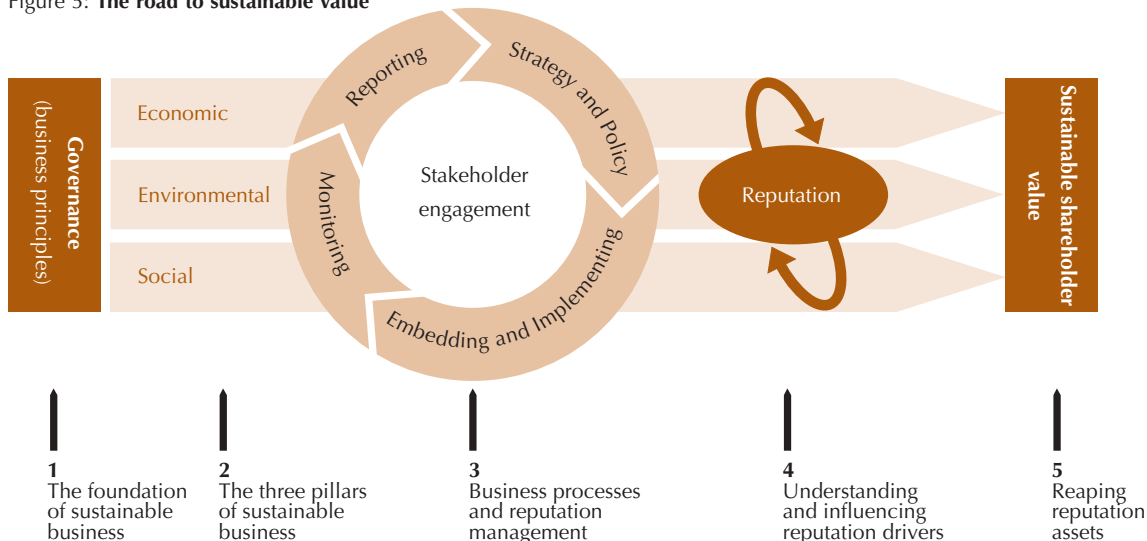 Figure 5: The road to sustainable value
Governance
(business principles)
Economic
Environmental
Social
Reporting
Strategy and Policy
Monitoring
Embedding and Implementing
Stakeholder
engagement
Reputation
Sustainable shareholder
value
1
The foundation
of sustainable
business
2
The three pillars
of sustainable
business
3
Business processes
and reputation
management
4
Understanding
and influencing
reputation drivers
5
Reaping
reputation
assets